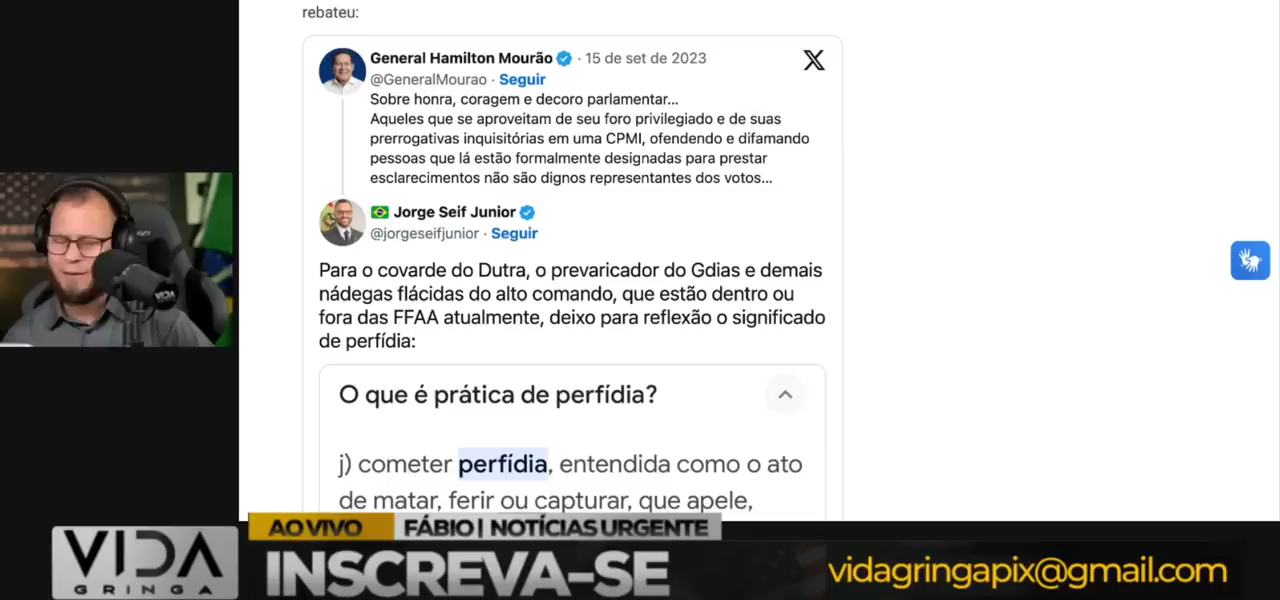 rebateu:
General Hamilton Mourão · 15 de set de 2023
@GeneralMourao · Seguir
Sobre honra, coragem e decoro parlamentar...
Aqueles que se aproveitam de seu foro privilegiado e de suas
prerrogativas inquisitórias em uma CPMI, ofendendo e difamando
pessoas que lá estão formalmente designadas para prestar
esclarecimentos não são dignos representantes dos votos...
Jorge Seif Junior
@jorgeseifjunior · Seguir
Para o covarde do Dutra, o prevaricador do Gdias e demais
nádegas flácidas do alto comando, que estão dentro ou
fora das FFAA atualmente, deixo para reflexão o significado
de perfídia:
O que é prática de perfídia?
j) cometer perfídia, entendida como o ato
de matar, ferir ou capturar, que apele,
VIDA
AO VIVO
FÁBIO | NOTÍCIAS URGENTE
VIDA
GRINGA
INSCREVA-SE
vidagringapix@gmail.com